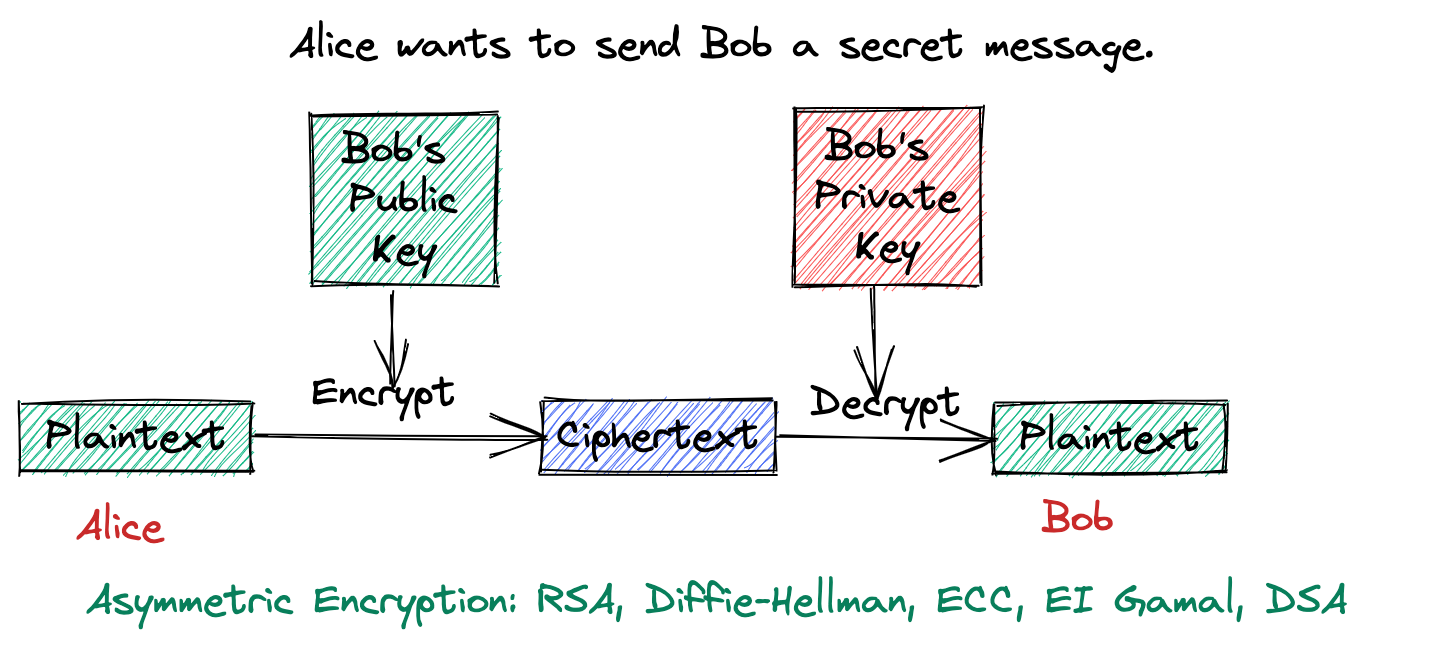 Alice wants to send Bob a secret message.
Bob's
Public
Key
Bob's
Private
Key
Encrypt
Decrypt
Plaintext
Ciphertext
Plaintext
Alice
Bob
Asymmetric Encryption: RSA, Diffie-Hellman, ECC, EI Gamal, DSA